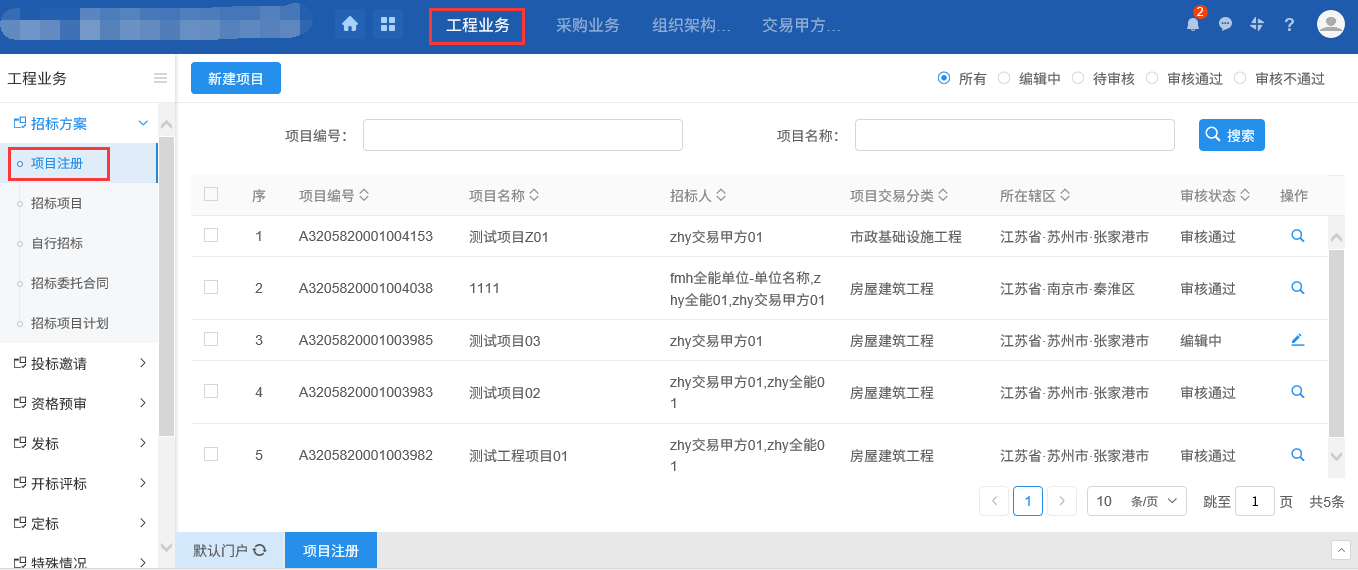 工程业务 采购业务 组织架构... 交易甲方... 2
工程业务
新建项目
所有 编辑中 待审核 审核通过 审核不通过
招标方案
项目注册
招标项目
自行招标
招标委托合同
招标项目计划
投标邀请
资格预审
发标
开标评标
定标
特殊情况
项目编号： 项目名称： 搜索
序 项目编号 项目名称 招标人 项目交易分类 所在辖区 审核状态 操作
1 A3205820001004153 测试项目Z01 zhy交易甲方01 市政基础设施工程 江苏省·苏州市·张家港市 审核通过
2 A3205820001004038 1111 fmh全能单位-单位名称,z
hy全能01,zhy交易甲方01 房屋建筑工程 江苏省·南京市·秦淮区 审核通过
3 A3205820001003985 测试项目03 zhy交易甲方01 房屋建筑工程 江苏省·苏州市·张家港市 编辑中
4 A3205820001003983 测试项目02 zhy交易甲方01,zhy全能0
1 房屋建筑工程 江苏省·苏州市·张家港市 审核通过
5 A3205820001003982 测试工程项目01 zhy交易甲方01,zhy全能0
1 房屋建筑工程 江苏省·苏州市·张家港市 审核通过
1 10 条/页 跳至 1 页 共5条
默认门户 项目注册